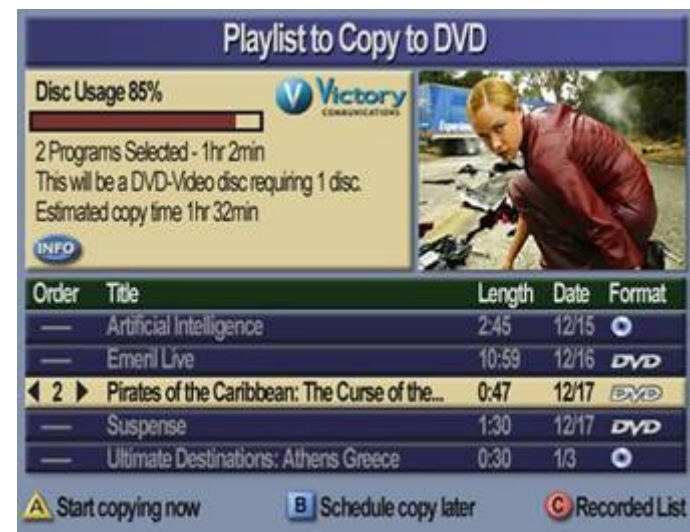 Playlist to Copy to DVD
Disc Usage 85%
Victory
COMMUNICATIONS
2 Programs Selected - 1hr 2min
This will be a DVD-Video disc requiring 1 disc.
Estimated copy time 1hr 32min
INFO
Order Title Length Date Format
— Artificial Intelligence 2:45 12/15
— Emeril Live 10:59 12/16 DVD
2 Pirates of the Caribbean: The Curse of the... 0:47 12/17 DVD
— Suspense 1:30 12/17 DVD
— Ultimate Destinations: Athens Greece 0:30 1/3
A Start copying now B Schedule copy later C Recorded List